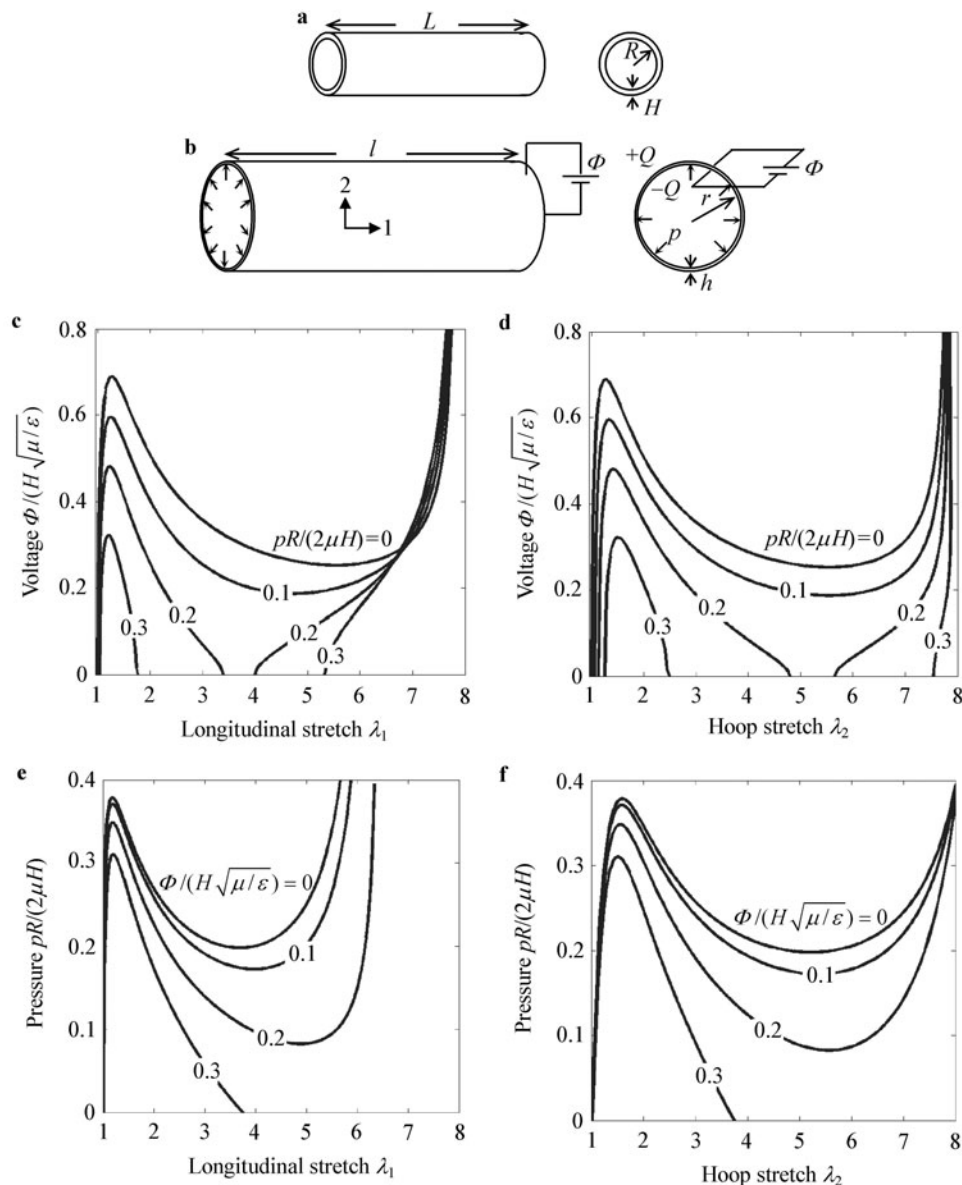 a
L
R
H
b
l
Φ
2
1
+Q
−Q
r
p
h
Φ
c
0.8
0.6
0.4
0.2
0
Voltage Φ/(H√μ/ε)
pR/(2μH)=0
0.1
0.2
0.2
0.3
0.3
1 2 3 4 5 6 7 8
Longitudinal stretch λ₁
d
0.8
0.6
0.4
0.2
0
Voltage Φ/(H√μ/ε)
pR/(2μH)=0
0.1
0.2
0.2
0.3
0.3
1 2 3 4 5 6 7 8
Hoop stretch λ₂
e
0.4
0.3
0.2
0.1
0
Pressure pR/(2μH)
Φ/(H√μ/ε) = 0
0.1
0.2
0.3
1 2 3 4 5 6 7 8
Longitudinal stretch λ₁
f
0.4
0.3
0.2
0.1
0
Pressure pR/(2μH)
Φ/(H√μ/ε) = 0
0.1
0.2
0.3
1 2 3 4 5 6 7 8
Hoop stretch λ₂